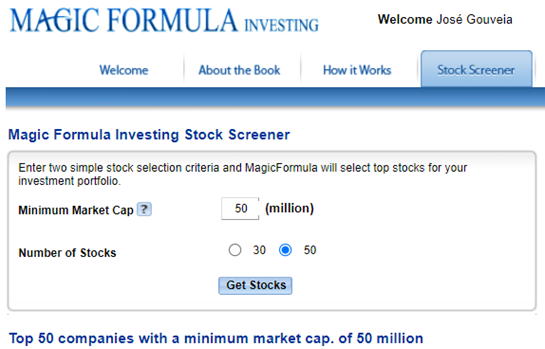 MAGIC FORMULA INVESTING
Welcome José Gouveia
Welcome About the Book How it Works Stock Screener
Magic Formula Investing Stock Screener
Enter two simple stock selection criteria and MagicFormula will select top stocks for your
investment portfolio.
Minimum Market Cap ? 50 (million)
Number of Stocks 30 50
Get Stocks
Top 50 companies with a minimum market cap. of 50 million